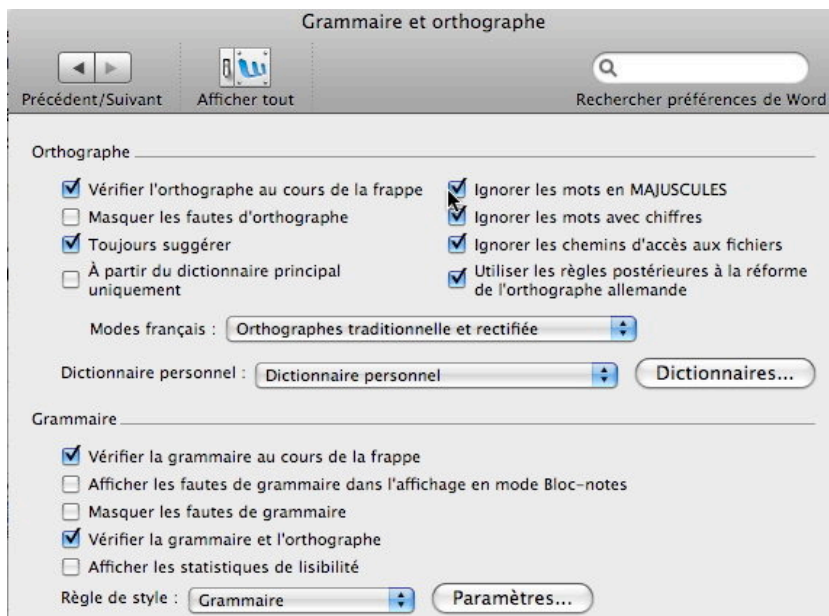 Grammaire et orthographe
Précédent/Suivant
Afficher tout
Rechercher préférences de Word
Orthographe
Vérifier l'orthographe au cours de la frappe
Masquer les fautes d'orthographe
Toujours suggérer
À partir du dictionnaire principal
uniquement
Ignorer les mots en MAJUSCULES
Ignorer les mots avec chiffres
Ignorer les chemins d'accès aux fichiers
Utiliser les règles postérieures à la réforme
de l'orthographe allemande
Modes français : Orthographes traditionnelle et rectifiée
Dictionnaire personnel : Dictionnaire personnel Dictionnaires...
Grammaire
Vérifier la grammaire au cours de la frappe
Afficher les fautes de grammaire dans l'affichage en mode Bloc-notes
Masquer les fautes de grammaire
Vérifier la grammaire et l'orthographe
Afficher les statistiques de lisibilité
Règle de style : Grammaire Paramètres...